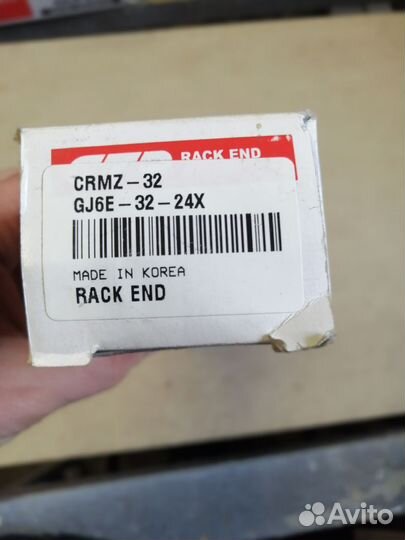 RACK END
CRMZ-32
GJ6E-32-24X
MADE IN KOREA
RACK END
Avito